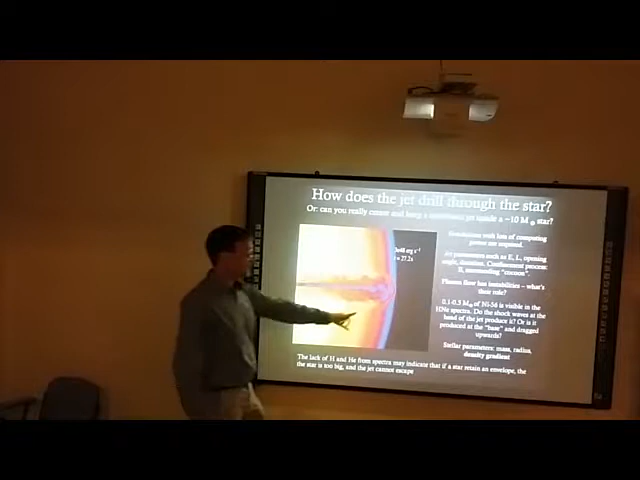 How does the jet drill through the star?
Or: can you really create and keep a relativistic jet inside a ~10 M⊙ star?
erg s⁻¹
= 27.2s
Simulations with lots of computing
power are required.
Jet parameters such as E, L, opening
angle, duration. Confinement process:
B, surrounding "cocoon".
Plasma flow has instabilities – what's
their role?
0.1-0.5 M⊙ of Ni-56 is visible in the
HNe spectra. Do the shock waves at the
head of the jet produce it? Or is it
produced at the "base" and dragged
upwards?
Stellar parameters: mass, radius,
density gradient
The lack of H and He from spectra may indicate that if a star retain an envelope, the
the star is too big, and the jet cannot escape